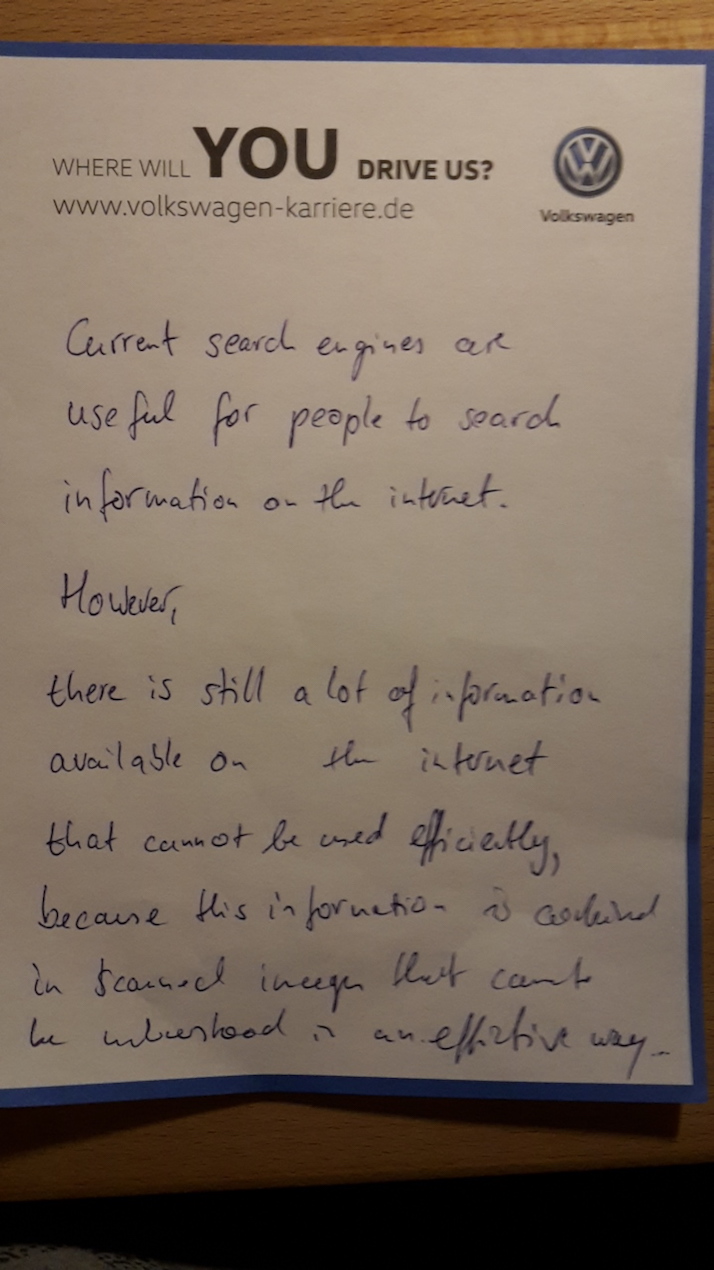 WHERE WILL YOU DRIVE US?
www.volkswagen-karriere.de
Volkswagen
Current search engines are
useful for people to search
information on the internet.
However,
there is still a lot of information
available on the internet
that cannot be used efficiently,
because this information is
in scanned images that cannot
be understood in an effective way.